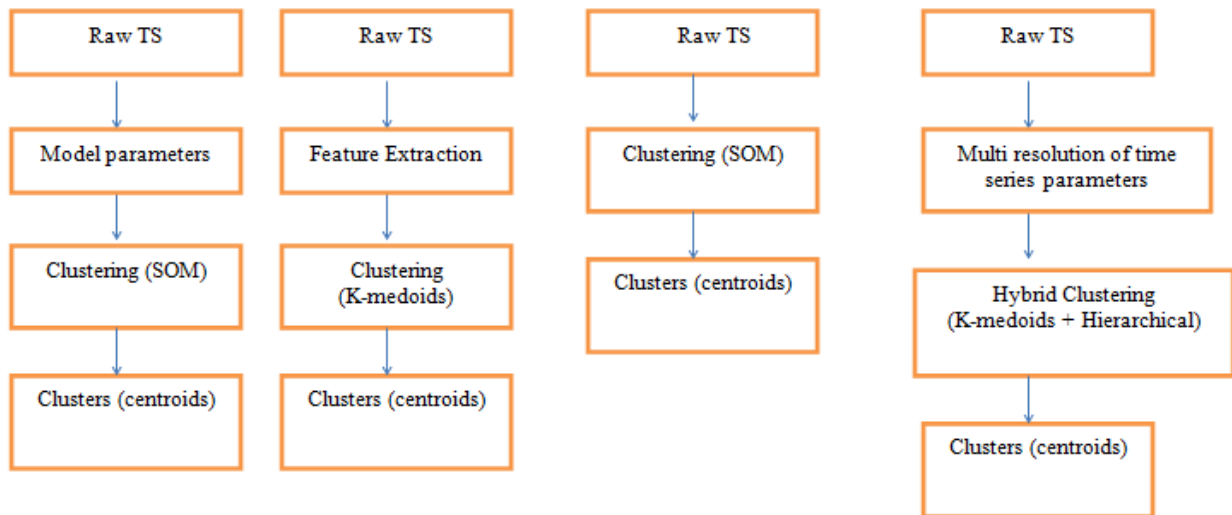 Raw TS
Model parameters
Clustering (SOM)
Clusters (centroids)
Raw TS
Feature Extraction
Clustering
(K-medoids)
Clusters (centroids)
Raw TS
Clustering (SOM)
Clusters (centroids)
Raw TS
Multi resolution of time
series parameters
Hybrid Clustering
(K-medoids + Hierarchical)
Clusters (centroids)